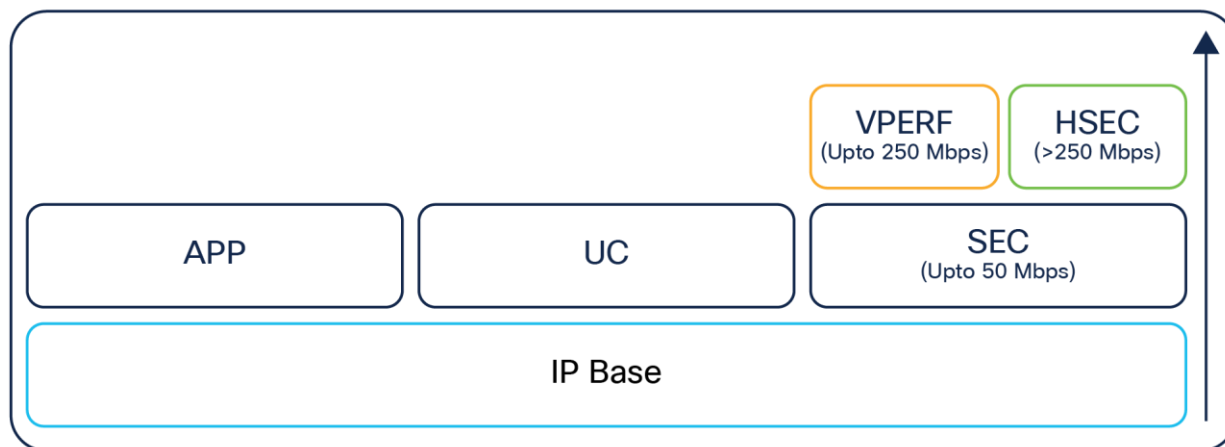 VPERF
(Upto 250 Mbps)
HSEC
(>250 Mbps)
APP
UC
SEC
(Upto 50 Mbps)
IP Base